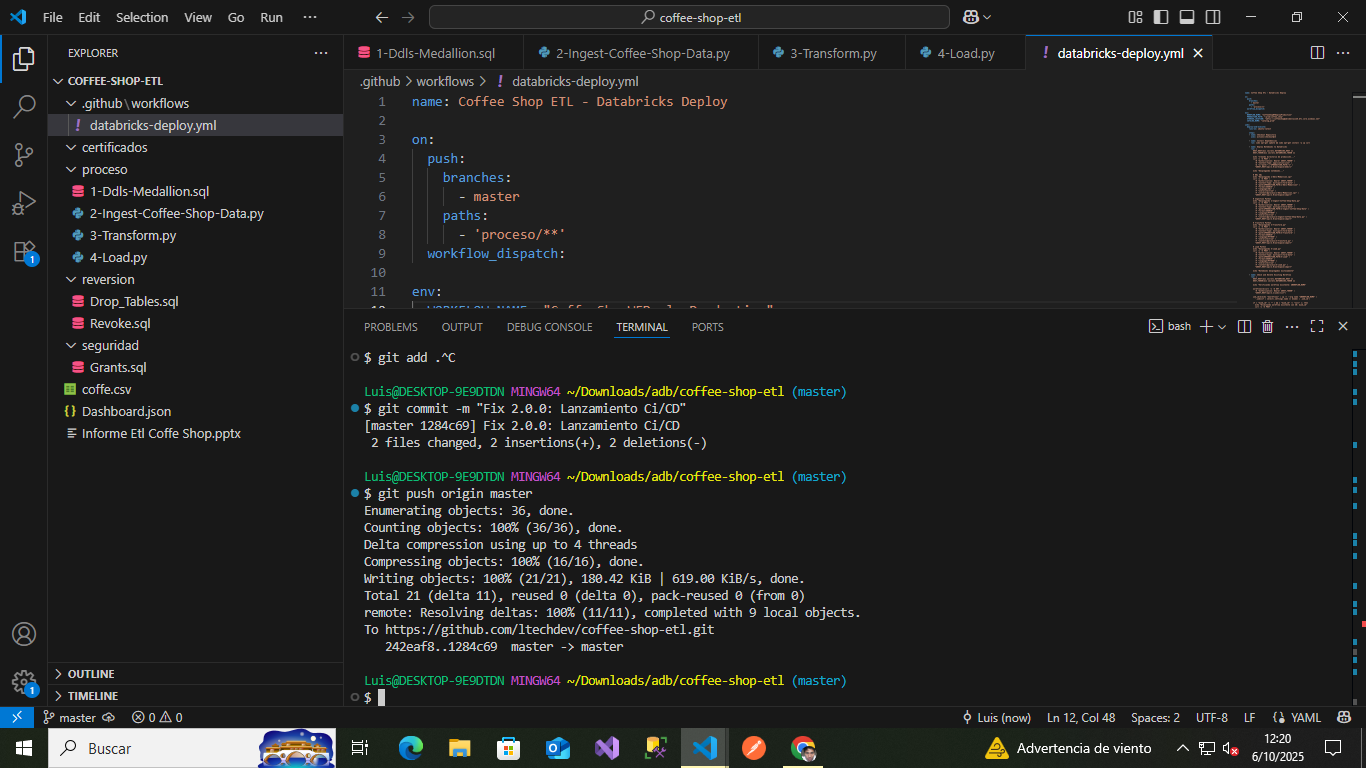 File Edit Selection View Go Run ···
coffee-shop-etl
EXPLORER
COFFEE-SHOP-ETL
.github\workflows
databricks-deploy.yml
certificados
proceso
1-Ddls-Medallion.sql
2-Ingest-Coffee-Shop-Data.py
3-Transform.py
4-Load.py
reversion
Drop_Tables.sql
Revoke.sql
seguridad
Grants.sql
coffe.csv
Dashboard.json
Informe Etl Coffe Shop.pptx
OUTLINE
TIMELINE
1-Ddls-Medallion.sql 2-Ingest-Coffee-Shop-Data.py 3-Transform.py 4-Load.py databricks-deploy.yml
.github > workflows > databricks-deploy.yml
1 name: Coffee Shop ETL - Databricks Deploy
2
3 on:
4 push:
5 branches:
6 - master
7 paths:
8 - 'proceso/**'
9 workflow_dispatch:
10
11 env:
PROBLEMS OUTPUT DEBUG CONSOLE TERMINAL PORTS
bash
$ git add .^C
Luis@DESKTOP-9E9DTDN MINGW64 ~/Downloads/adb/coffee-shop-etl (master)
$ git commit -m "Fix 2.0.0: Lanzamiento Ci/CD"
[master 1284c69] Fix 2.0.0: Lanzamiento Ci/CD
2 files changed, 2 insertions(+), 2 deletions(-)
Luis@DESKTOP-9E9DTDN MINGW64 ~/Downloads/adb/coffee-shop-etl (master)
$ git push origin master
Enumerating objects: 36, done.
Counting objects: 100% (36/36), done.
Delta compression using up to 4 threads
Compressing objects: 100% (16/16), done.
Writing objects: 100% (21/21), 180.42 KiB | 619.00 KiB/s, done.
Total 21 (delta 11), reused 0 (delta 0), pack-reused 0 (from 0)
remote: Resolving deltas: 100% (11/11), completed with 9 local objects.
To https://github.com/ltechdev/coffee-shop-etl.git
242eaf8..1284c69 master -> master
Luis@DESKTOP-9E9DTDN MINGW64 ~/Downloads/adb/coffee-shop-etl (master)
$
1
1
master 0 0 Luis (now) Ln 12, Col 48 Spaces: 2 UTF-8 LF YAML
Buscar
Advertencia de viento
12:20
6/10/2025